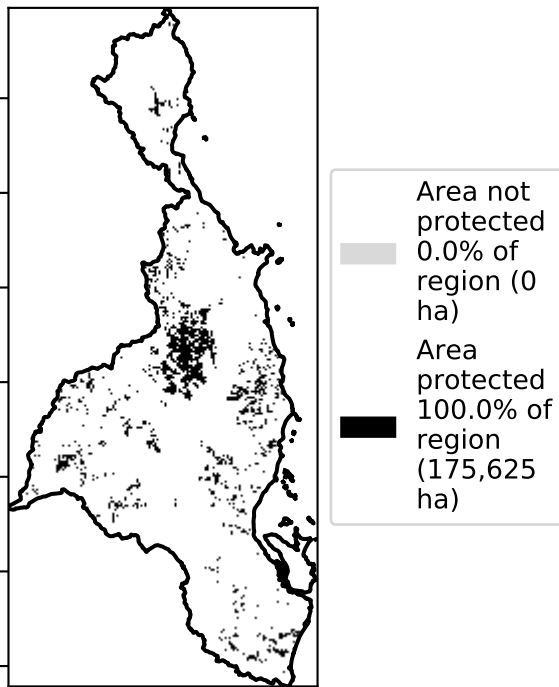 Area not
protected
0.0% of
region (0
ha)
Area
protected
100.0% of
region
(175,625
ha)